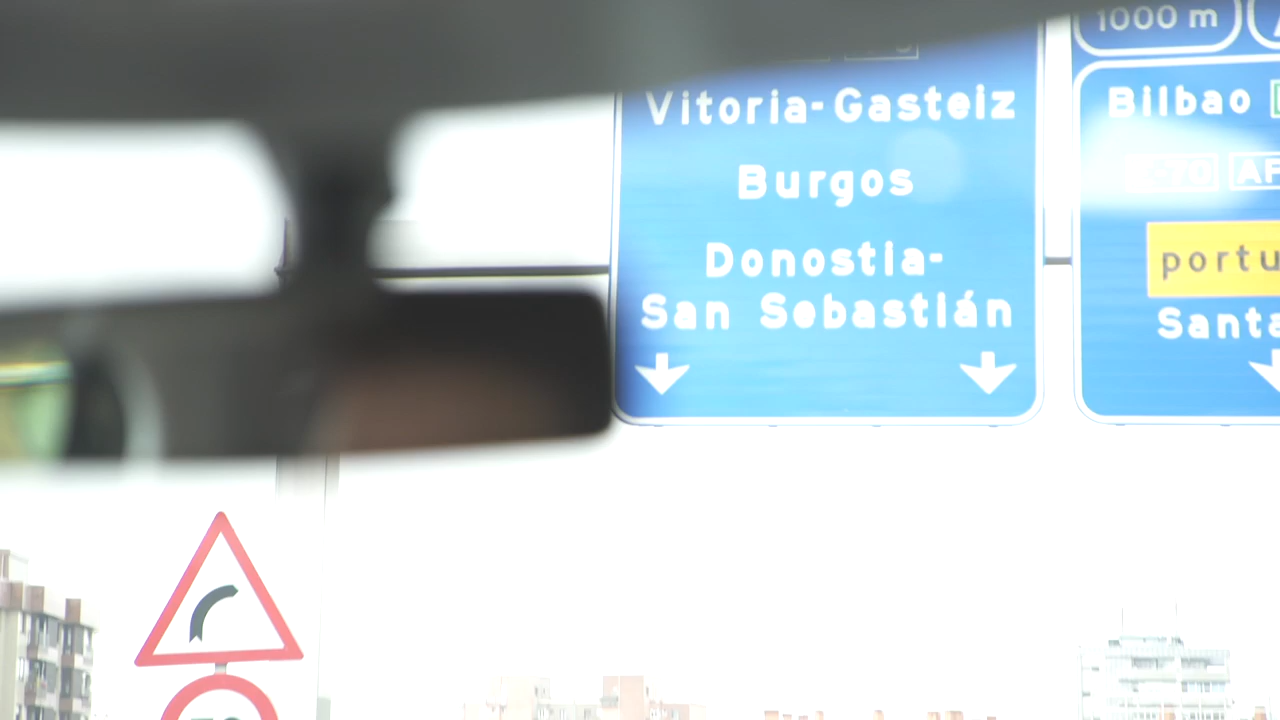 Vitoria-Gasteiz
Burgos
Donostia-
San Sebastián
1000 m
Bilbao
portu
Santa